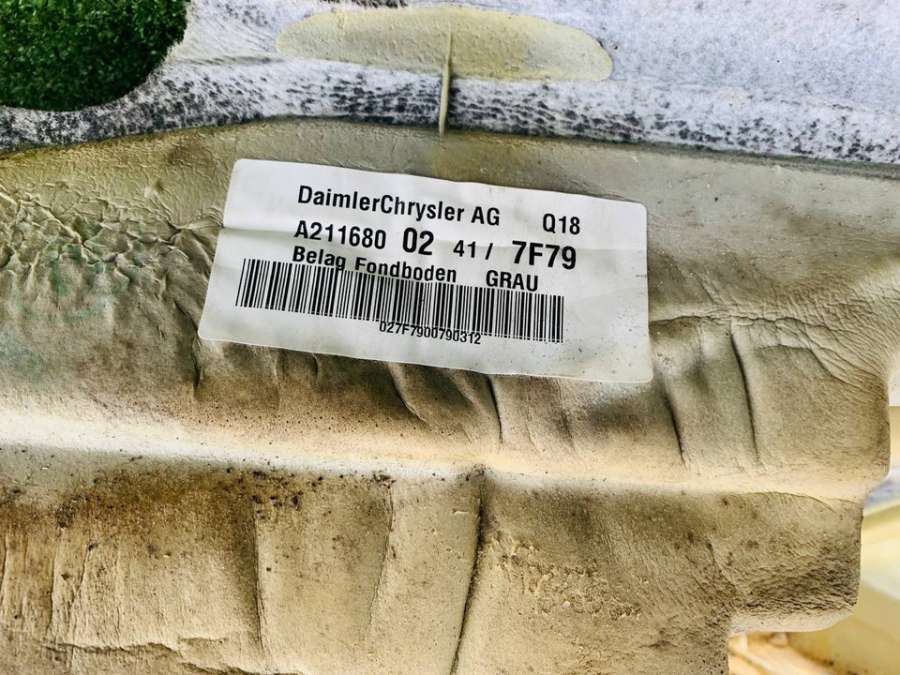 DaimlerChrysler AG Q18
A211680 02 41 / 7F79
Belag Fondboden GRAU
027F7900790312